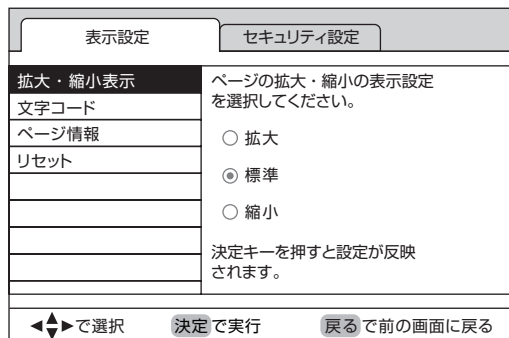 表示設定
セキュリティ設定
拡大・縮小表示
文字コード
ページ情報
リセット
ページの拡大・縮小の表示設定
を選択してください。
拡大
標準
縮小
決定キーを押すと設定が反映
されます。
で選択 決定で実行 戻るで前の画面に戻る